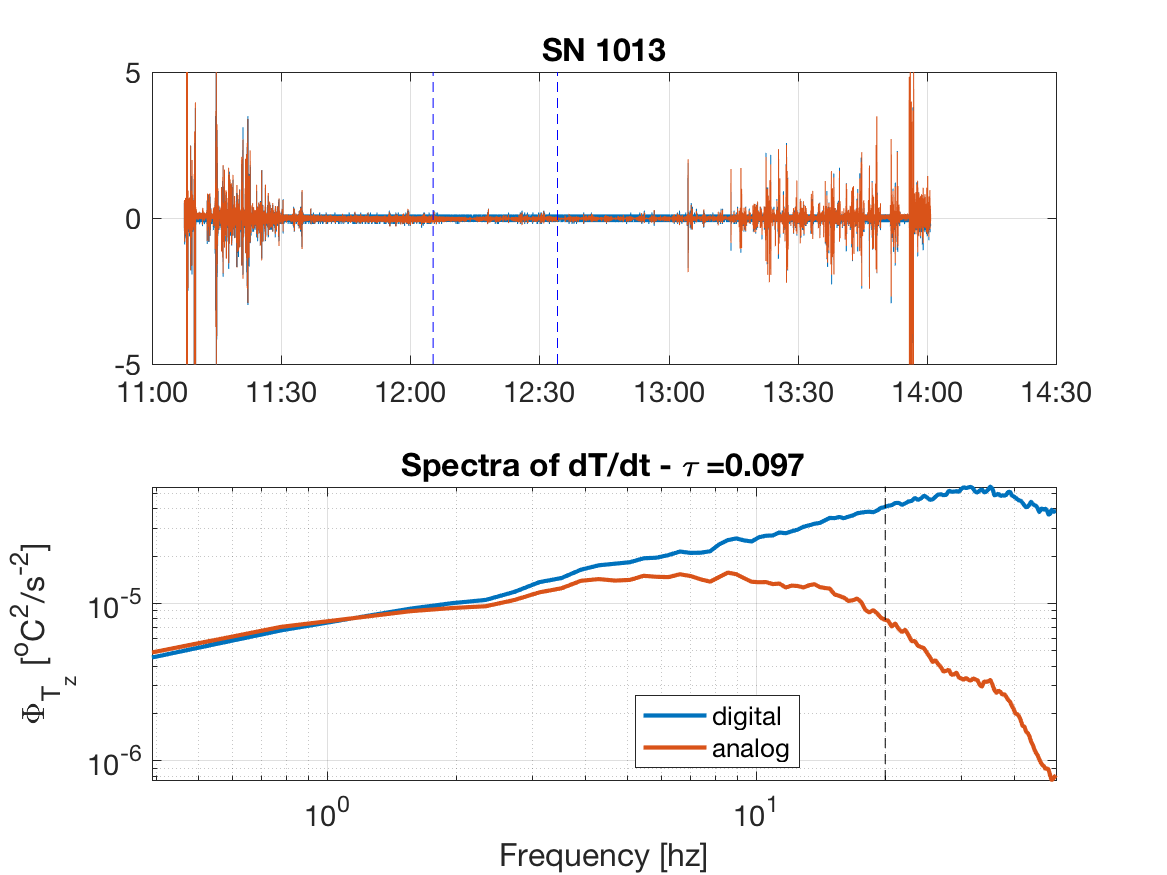 SN 1013
5
0
-5
11:00 11:30 12:00 12:30 13:00 13:30 14:00 14:30
Spectra of dT/dt - τ =0.097
Φ_{T_z} [°C²/s⁻²]
10⁻⁵
10⁻⁶
digital
analog
10⁰ 10¹
Frequency [hz]